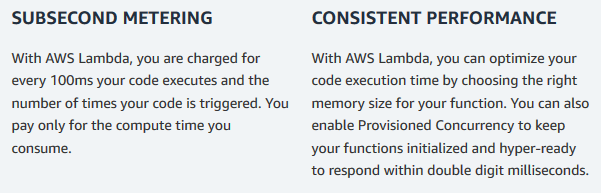 SUBSECOND METERING
With AWS Lambda, you are charged for
every 100ms your code executes and the
number of times your code is triggered. You
pay only for the compute time you
consume.
CONSISTENT PERFORMANCE
With AWS Lambda, you can optimize your
code execution time by choosing the right
memory size for your function. You can also
enable Provisioned Concurrency to keep
your functions initialized and hyper-ready
to respond within double digit milliseconds.